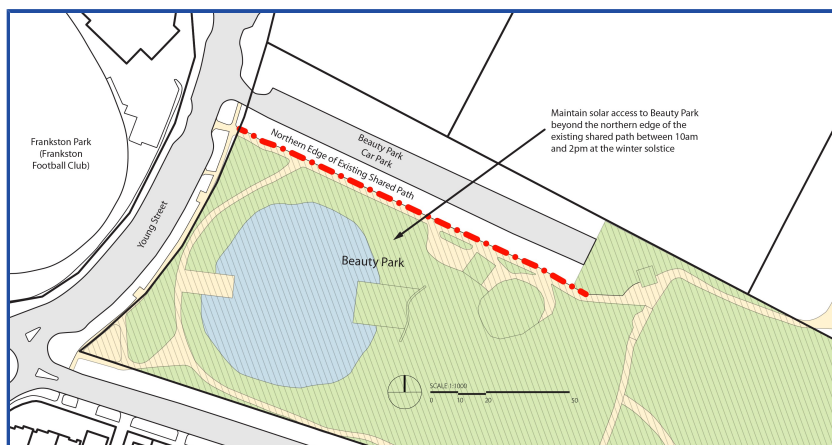 Maintain solar access to Beauty Park
beyond the northern edge of the
existing shared path between 10am
and 2pm at the winter solstice
Frankston Park
(Frankston
Football Club)
Beauty Park
Car Park
Northern Edge of Existing Shared Path
Young Street
Beauty Park
SCALE 1:1000
0 10 20 50